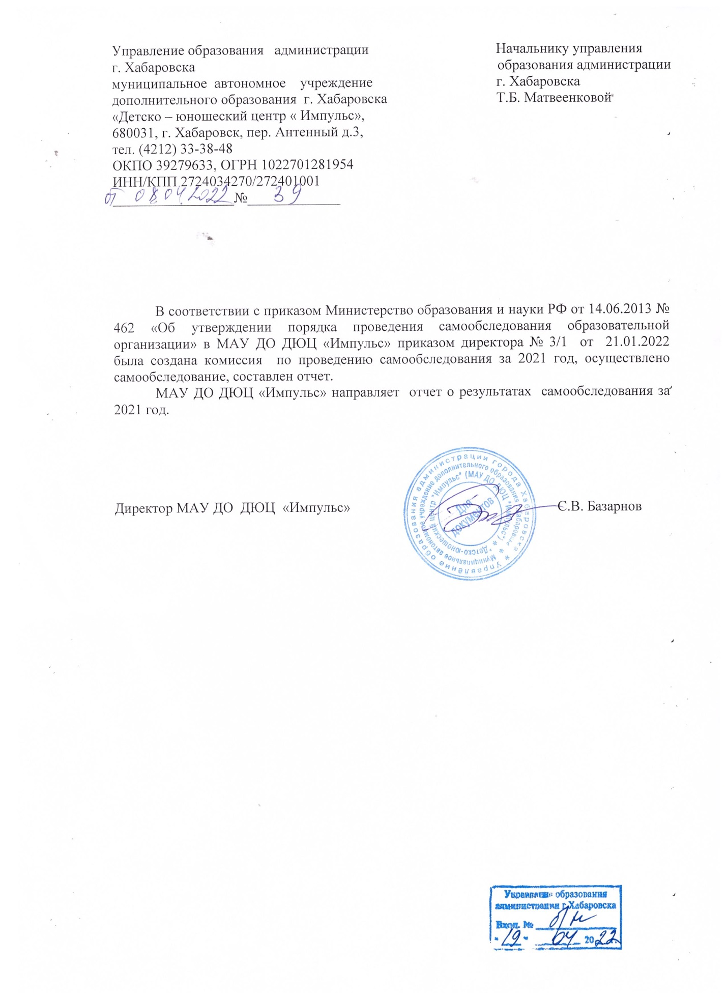 Управление образования администрации
г. Хабаровска
муниципальное автономное учреждение
дополнительного образования г. Хабаровска
«Детско – юношеский центр « Импульс»,
680031, г. Хабаровск, пер. Антенный д.3,
тел. (4212) 33-38-48
ОКПО 39279633, ОГРН 1022701281954
ИНН/КПП 2724034270/272401001
от 08 04 2022 № 39
Начальнику управления
образования администрации
г. Хабаровска
Т.Б. Матвеенковой
В соответствии с приказом Министерство образования и науки РФ от 14.06.2013 №
462 «Об утверждении порядка проведения самообследования образовательной
организации» в МАУ ДО ДЮЦ «Импульс» приказом директора № 3/1 от 21.01.2022
была создана комиссия по проведению самообследования за 2021 год, осуществлено
самообследование, составлен отчет.
МАУ ДО ДЮЦ «Импульс» направляет отчет о результатах самообследования за
2021 год.
Директор МАУ ДО ДЮЦ «Импульс»
С.В. Базарнов
Управление образования администрации города Хабаровска *
Муниципальное автономное учреждение дополнительного образования г. Хабаровска *
"Детско-юношеский центр "Импульс" (МАУ ДО ДЮЦ "Импульс") *
Для
документов
Управление образования
администрации г.Хабаровска
Вход. № б/н
"19" 04 2022 г.